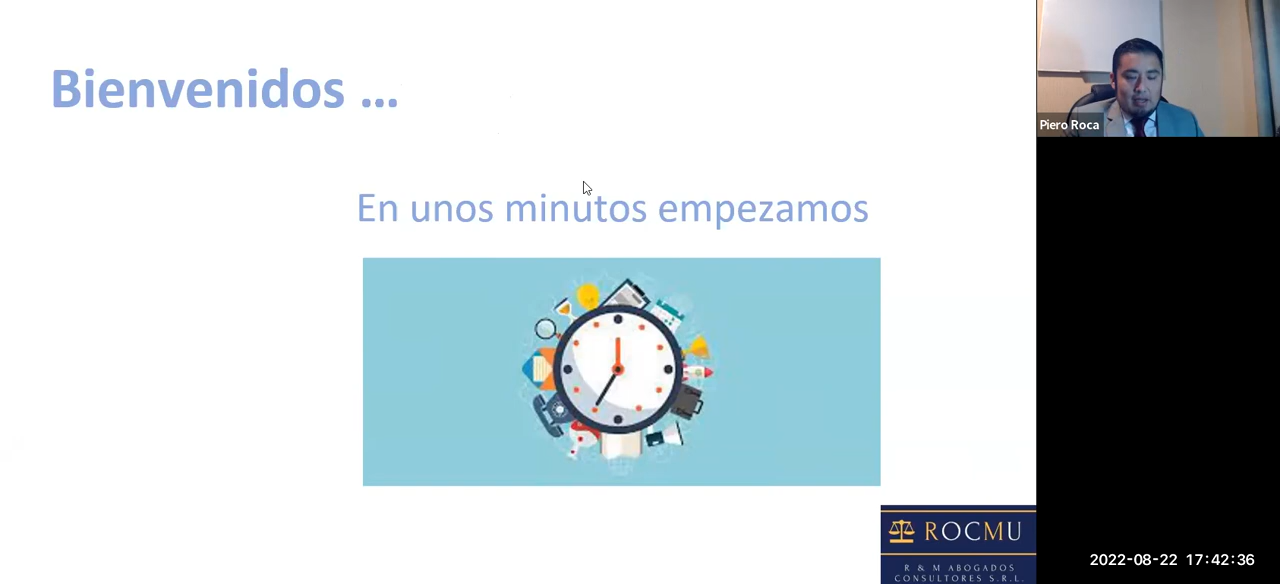 Bienvenidos ...
En unos minutos empezamos
Piero Roca
ROCMU
R & M ABOGADOS
CONSULTORES S.R.L.
2022-08-22 17:42:36